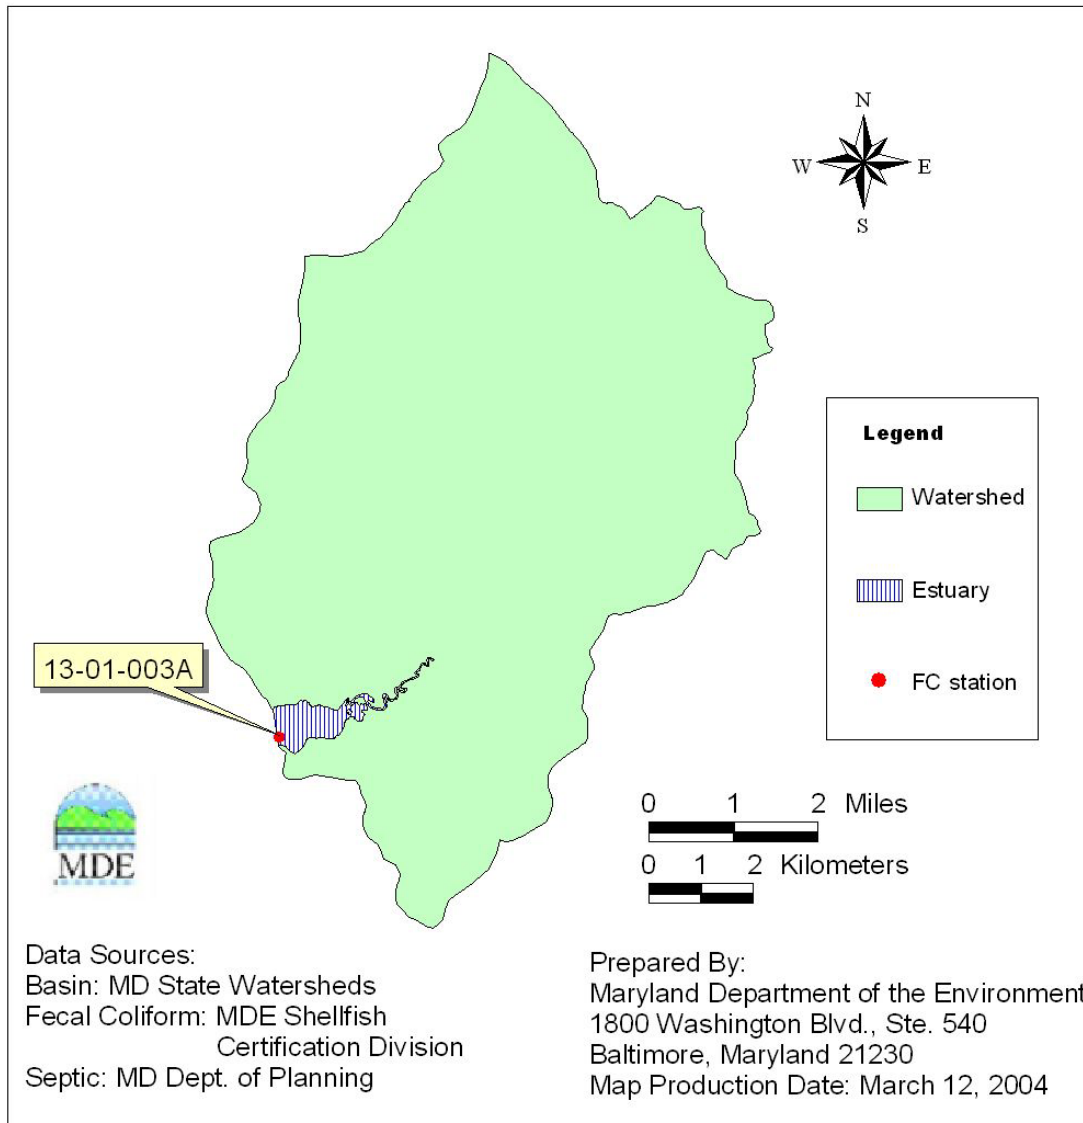 N
W
E
S
Legend
Watershed
Estuary
FC station
13-01-003A
0 1 2 Miles
0 1 2 Kilometers
MDE
Data Sources:
Basin: MD State Watersheds
Fecal Coliform: MDE Shellfish
Certification Division
Septic: MD Dept. of Planning
Prepared By:
Maryland Department of the Environment
1800 Washington Blvd., Ste. 540
Baltimore, Maryland 21230
Map Production Date: March 12, 2004